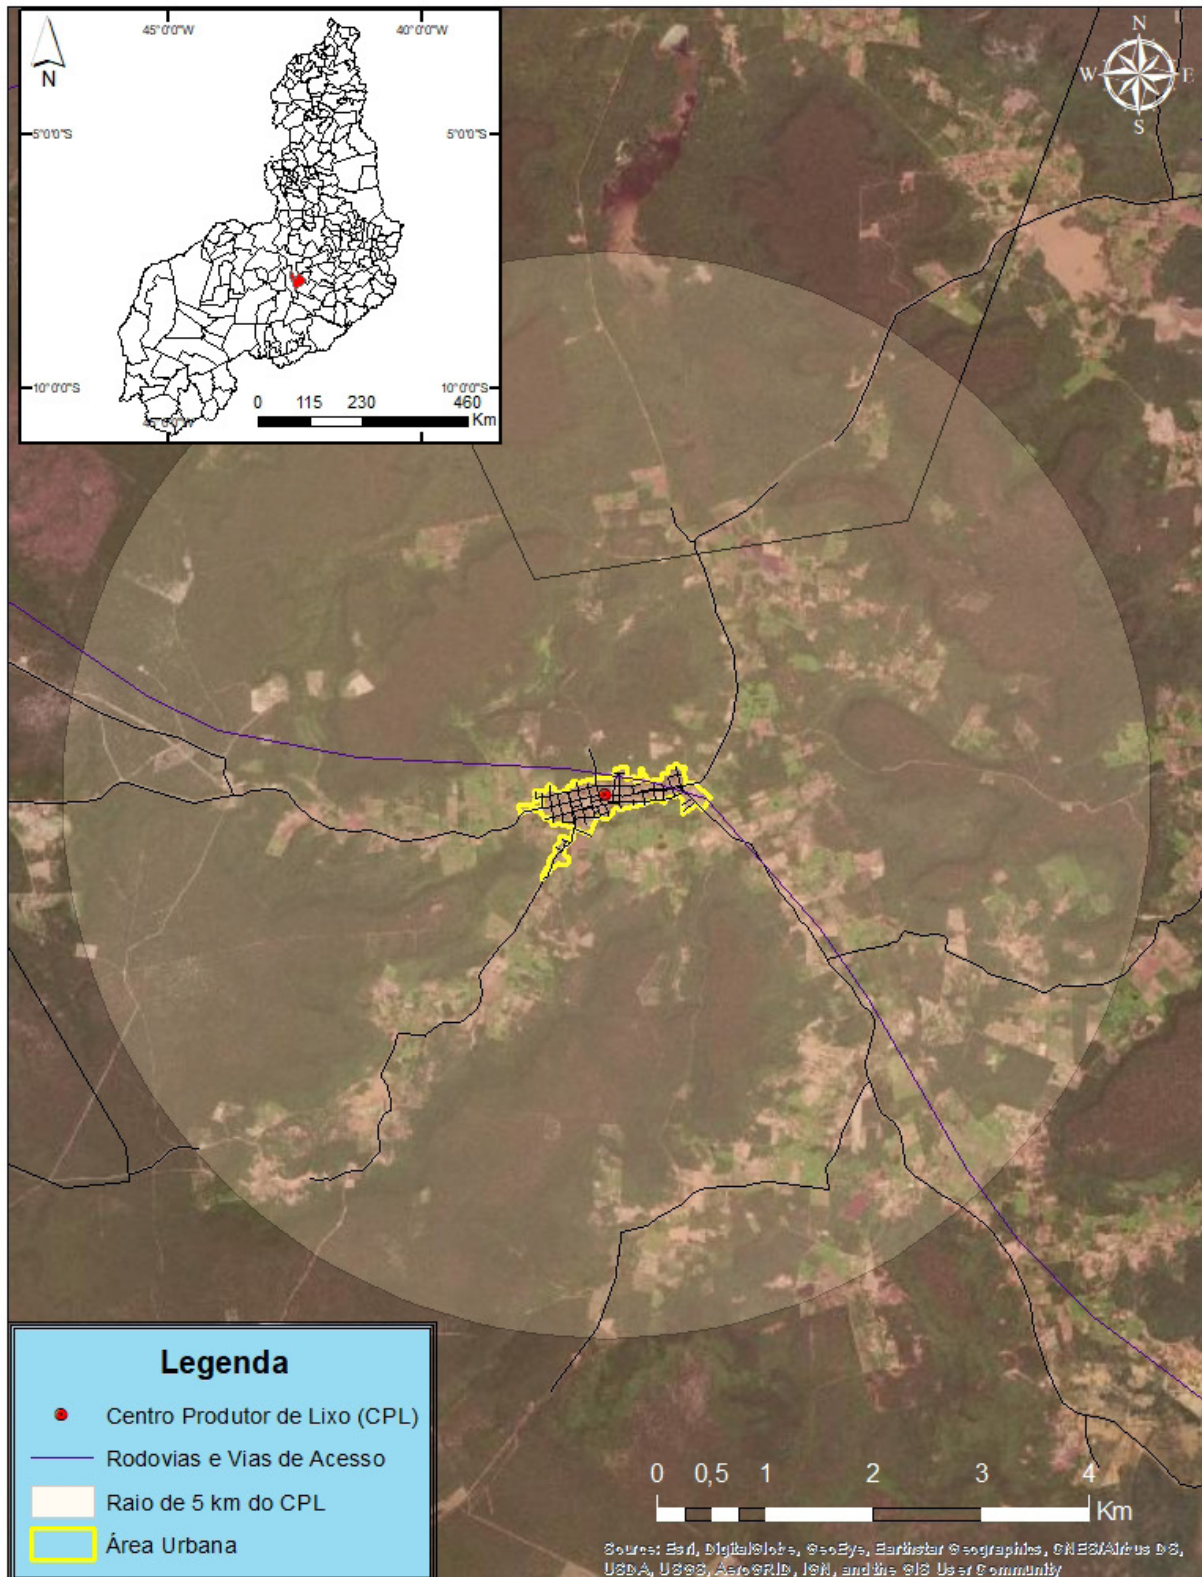 45°0'0"W 40°0'0"W
N
5°0'0"S 5°0'0"S
10°0'0"S 10°0'0"S
0 115 230 460
Km
N
W E
S
Legenda
Centro Produtor de Lixo (CPL)
Rodovias e Vias de Acesso
Raio de 5 km do CPL
Área Urbana
0 0,5 1 2 3 4
Km
Source: Esri, DigitalGlobe, GeoEye, Earthstar Geographics, CNES/Airbus DS,
USDA, USGS, AeroGRID, IGN, and the GIS User Community